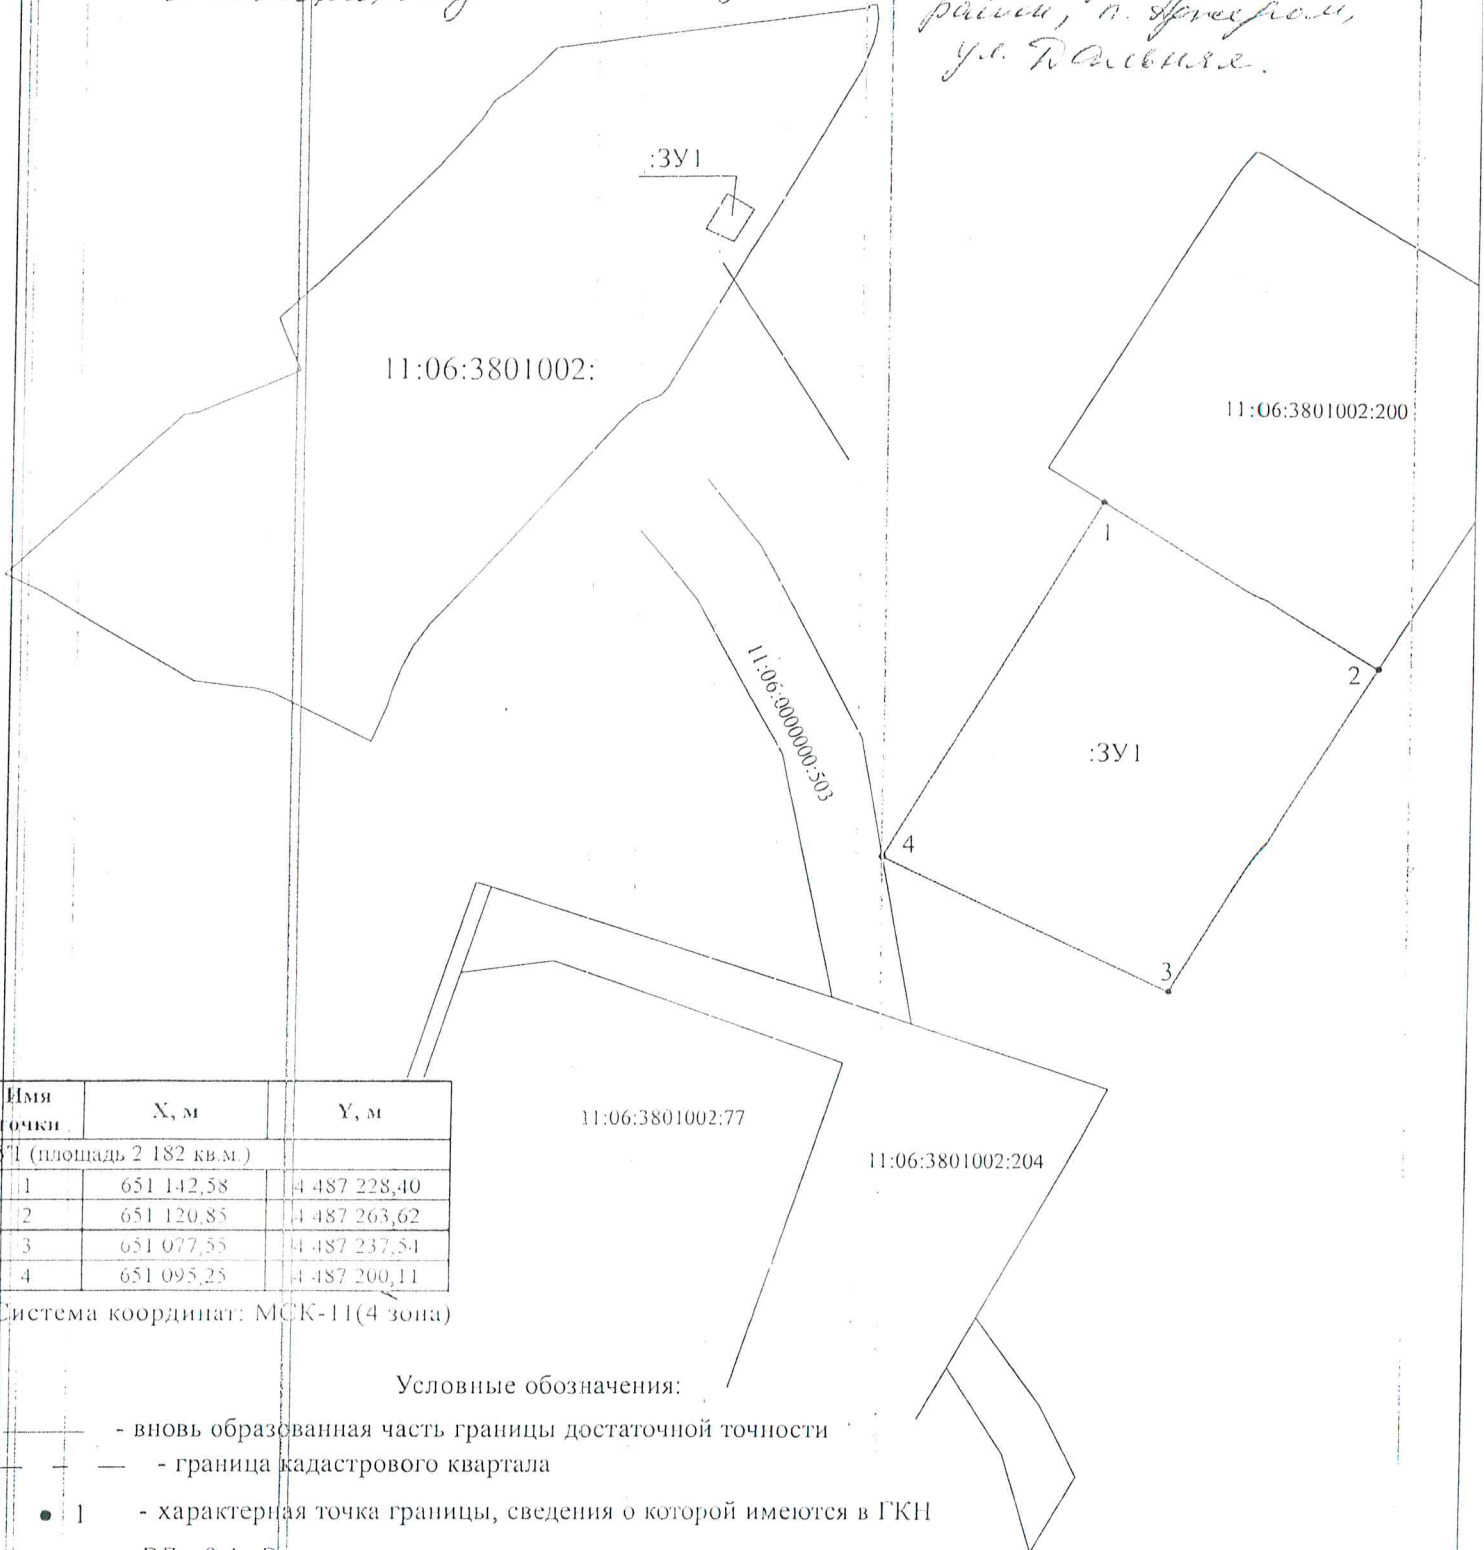 ул. Дальняя.
:ЗУ1
11:06:3801002:
11:06:3801002:200
1
2
11:06:0000000:503
:ЗУ1
4
3
Имя
точки
X, м
Y, м
У1 (площадь 2 182 кв.м.)
1 651 142,58 4 487 228,40
2 651 120,85 4 487 263,62
3 651 077,55 4 487 237,54
4 651 095,25 4 487 200,11
11:06:3801002:77
11:06:3801002:204
Система координат: МСК-11(4 зона)
Условные обозначения:
- вновь образованная часть границы достаточной точности
- граница кадастрового квартала
1 - характерная точка границы, сведения о которой имеются в ГКН